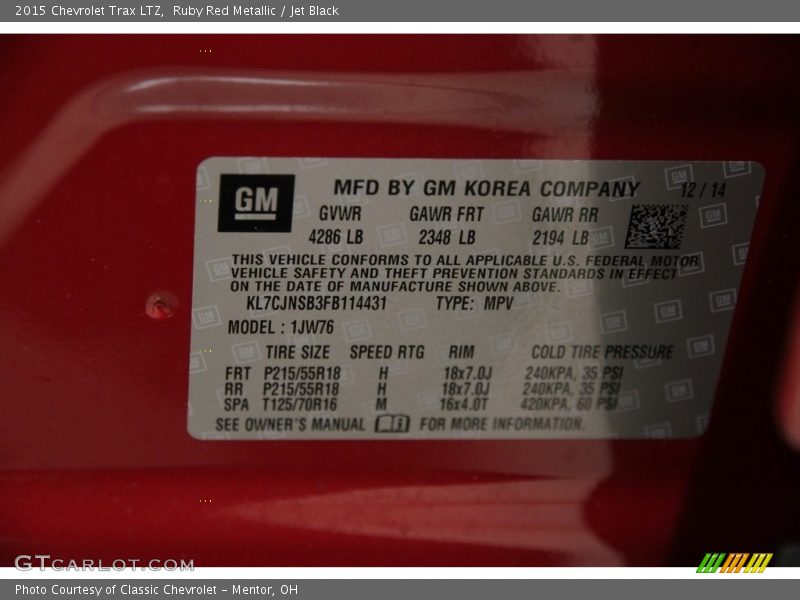 2015 Chevrolet Trax LTZ, Ruby Red Metallic / Jet Black
GM MFD BY GM KOREA COMPANY 12 / 14
GVWR GAWR FRT GAWR RR
4286 LB 2348 LB 2194 LB
THIS VEHICLE CONFORMS TO ALL APPLICABLE U.S. FEDERAL MOTOR
VEHICLE SAFETY AND THEFT PREVENTION STANDARDS IN EFFECT
ON THE DATE OF MANUFACTURE SHOWN ABOVE.
KL7CJNSB3FB114431 TYPE: MPV
MODEL : 1JW76
TIRE SIZE SPEED RTG RIM COLD TIRE PRESSURE
FRT P215/55R18 H 18x7.0J 240KPA, 35 PSI
RR P215/55R18 H 18x7.0J 240KPA, 35 PSI
SPA T125/70R16 M 16x4.0T 420KPA, 60 PSI
SEE OWNER'S MANUAL i FOR MORE INFORMATION.
GTCARLOT.COM
Photo Courtesy of Classic Chevrolet - Mentor, OH